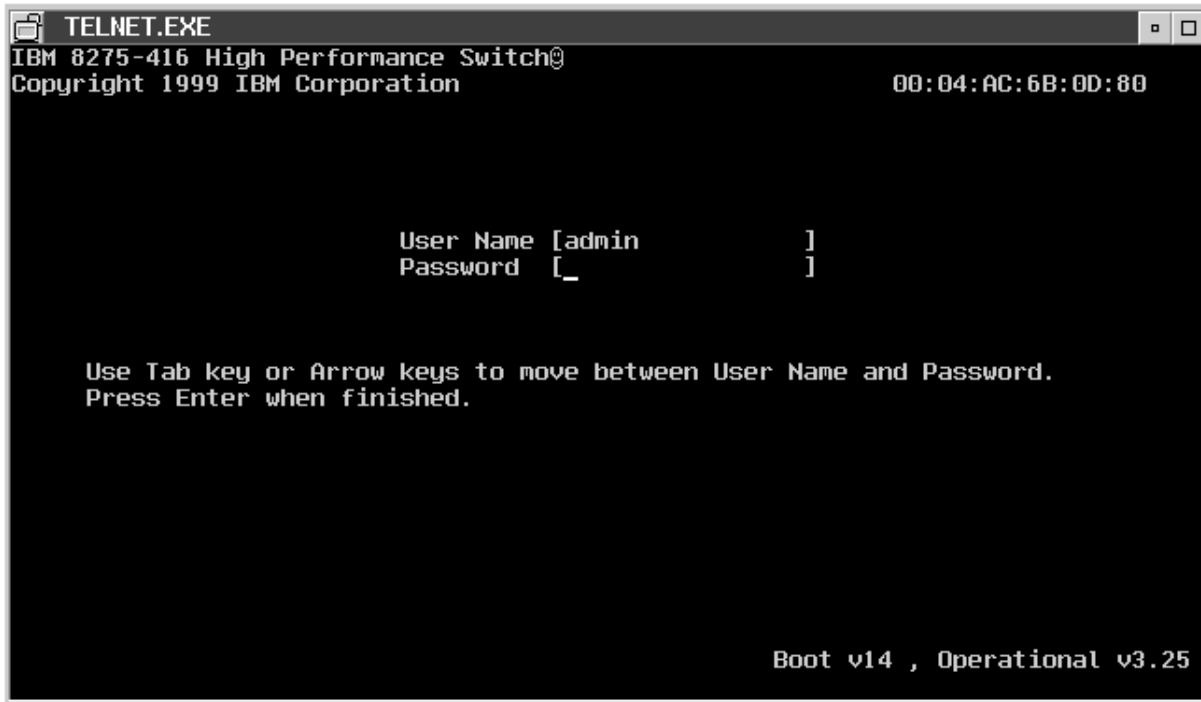 TELNET.EXE
IBM 8275-416 High Performance Switch☺
Copyright 1999 IBM Corporation 00:04:AC:6B:0D:80
User Name [admin ]
Password [_ ]
Use Tab key or Arrow keys to move between User Name and Password.
Press Enter when finished.
Boot v14 , Operational v3.25